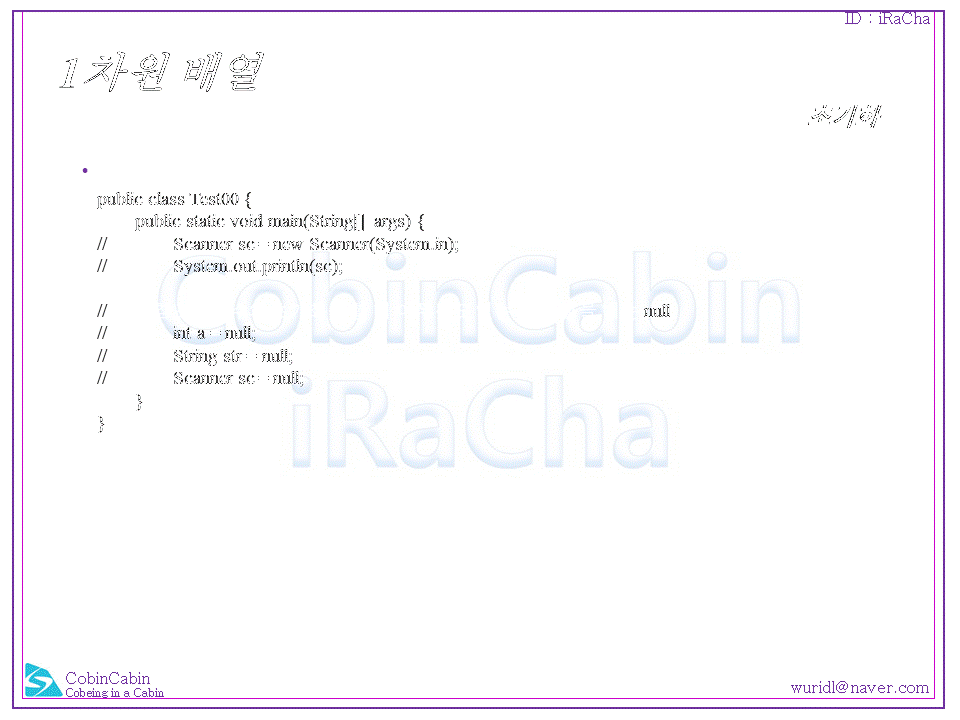 ID : iRaCha
1차원 배열
초기화
•
public class Test00 {
public static void main(String[] args) {
// Scanner sc=new Scanner(System.in);
// System.out.println(sc);
// null
// int a=null;
// String str=null;
// Scanner sc=null;
}
}
CobinCabin
iRaCha
CobinCabin
Cobeing in a Cabin
wuridl@naver.com